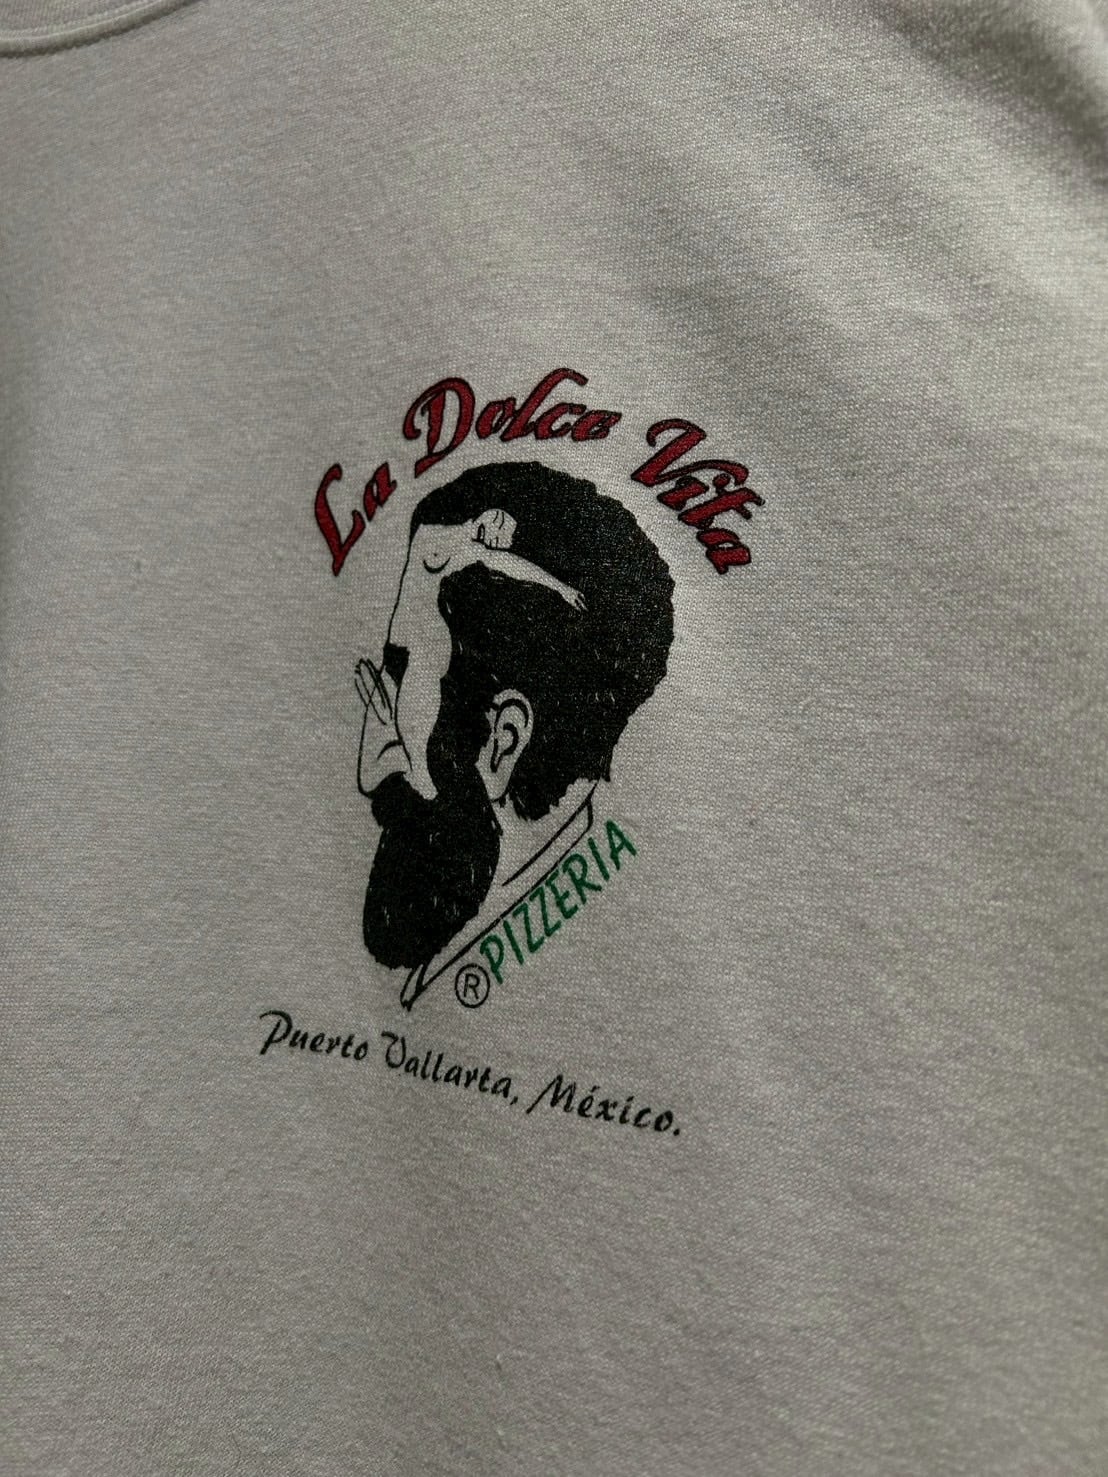 La Dolce Vita
® PIZZERIA
Puerto Vallarta, México.